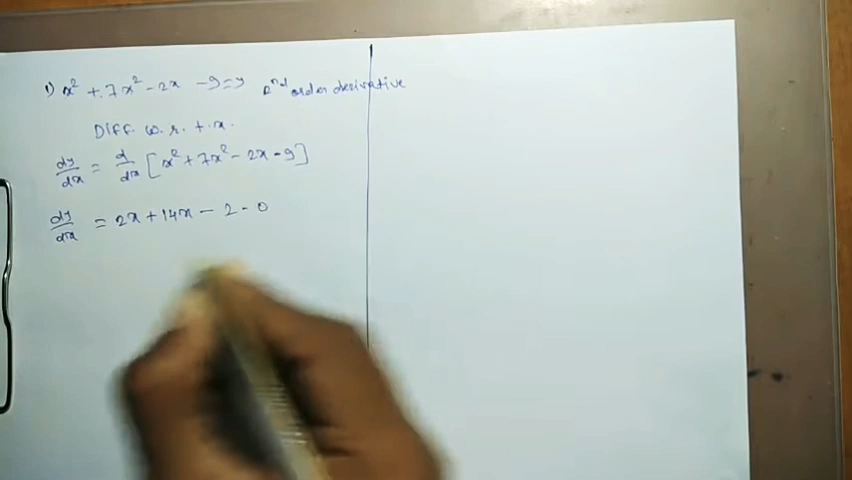 1) x² + 7x² - 2x - 9 = y 2nd order derivative
Diff. w. r. t x.
dy/dx = d/dx [x² + 7x² - 2x - 9]
dy/dx = 2x + 14x - 2 - 0